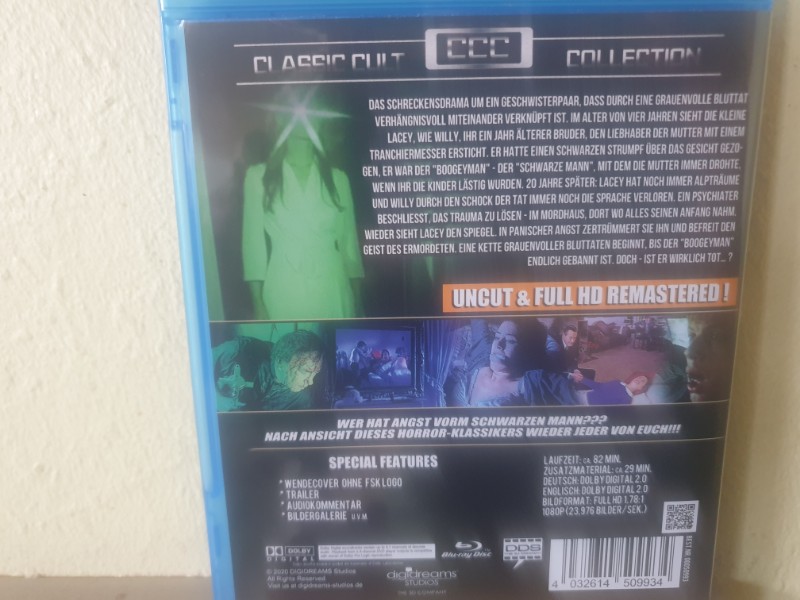 CLASSIC CULT CCC COLLECTION
DAS SCHRECKENSDRAMA UM EIN GESCHWISTERPAAR, DASS DURCH EINE GRAUENVOLLE BLUTTAT
VERHÄNGNISVOLL MITEINANDER VERKNÜPFT IST. IM ALTER VON VIER JAHREN SIEHT DIE KLEINE
LACEY, WIE WILLY, IHR EIN JAHR ÄLTERER BRUDER, DEN LIEBHABER DER MUTTER MIT EINEM
TRANCHIERMESSER ERSTICHT. ER HATTE EINEN SCHWARZEN STRUMPF ÜBER DAS GESICHT GEZO-
GEN, ER WAR DER "BOOGEYMAN" - DER "SCHWARZE MANN", MIT DEM DIE MUTTER IMMER DROHTE,
WENN IHR DIE KINDER LÄSTIG WURDEN. 20 JAHRE SPÄTER: LACEY HAT NOCH IMMER ALPTRÄUME
UND WILLY DURCH DEN SCHOCK DER TAT IMMER NOCH DIE SPRACHE VERLOREN. EIN PSYCHIATER
BESCHLIESST, DAS TRAUMA ZU LÖSEN - IM MORDHAUS, DORT WO ALLES SEINEN ANFANG NAHM.
WIEDER SIEHT LACEY DEN SPIEGEL. IN PANISCHER ANGST ZERTRÜMMERT SIE IHN UND BEFREIT DEN
GEIST DES ERMORDETEN. EINE KETTE GRAUENVOLLER BLUTTATEN BEGINNT, BIS DER "BOOGEYMAN"
ENDLICH GEBANNT IST. DOCH - IST ER WIRKLICH TOT... ?
UNCUT & FULL HD REMASTERED !
WER HAT ANGST VORM SCHWARZEN MANN???
NACH ANSICHT DIESES HORROR-KLASSIKERS WIEDER JEDER VON EUCH!!!
SPECIAL FEATURES
* WENDECOVER OHNE FSK LOGO
* TRAILER
* AUDIOKOMMENTAR
* BILDERGALERIE U.V.M
LAUFZEIT: CA. 82 MIN.
ZUSATZMATERIAL: CA. 29 MIN.
DEUTSCH: DOLBY DIGITAL 2.0
ENGLISCH: DOLBY DIGITAL 2.0
BILDFORMAT: FULL HD 1.78:1
1080P (23,976 BILDER/SEK.)
DOLBY
DIGITAL
Blu-ray Disc
DDS
© 2020 DIGIDREAMS Studios
All Rights Reserved
Visit us at digidreams-studios.de
digidreams
STUDIOS
4 032614 509934